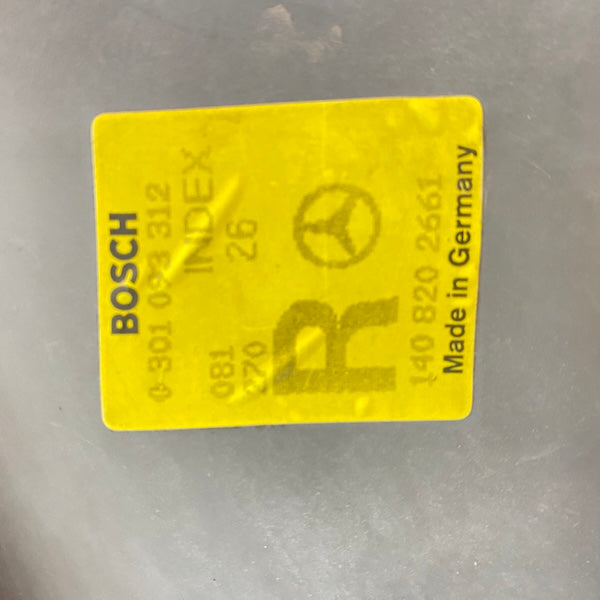 BOSCH
0 301 093 312
INDEX
081 26
270
R
140 820 2661
Made in Germany